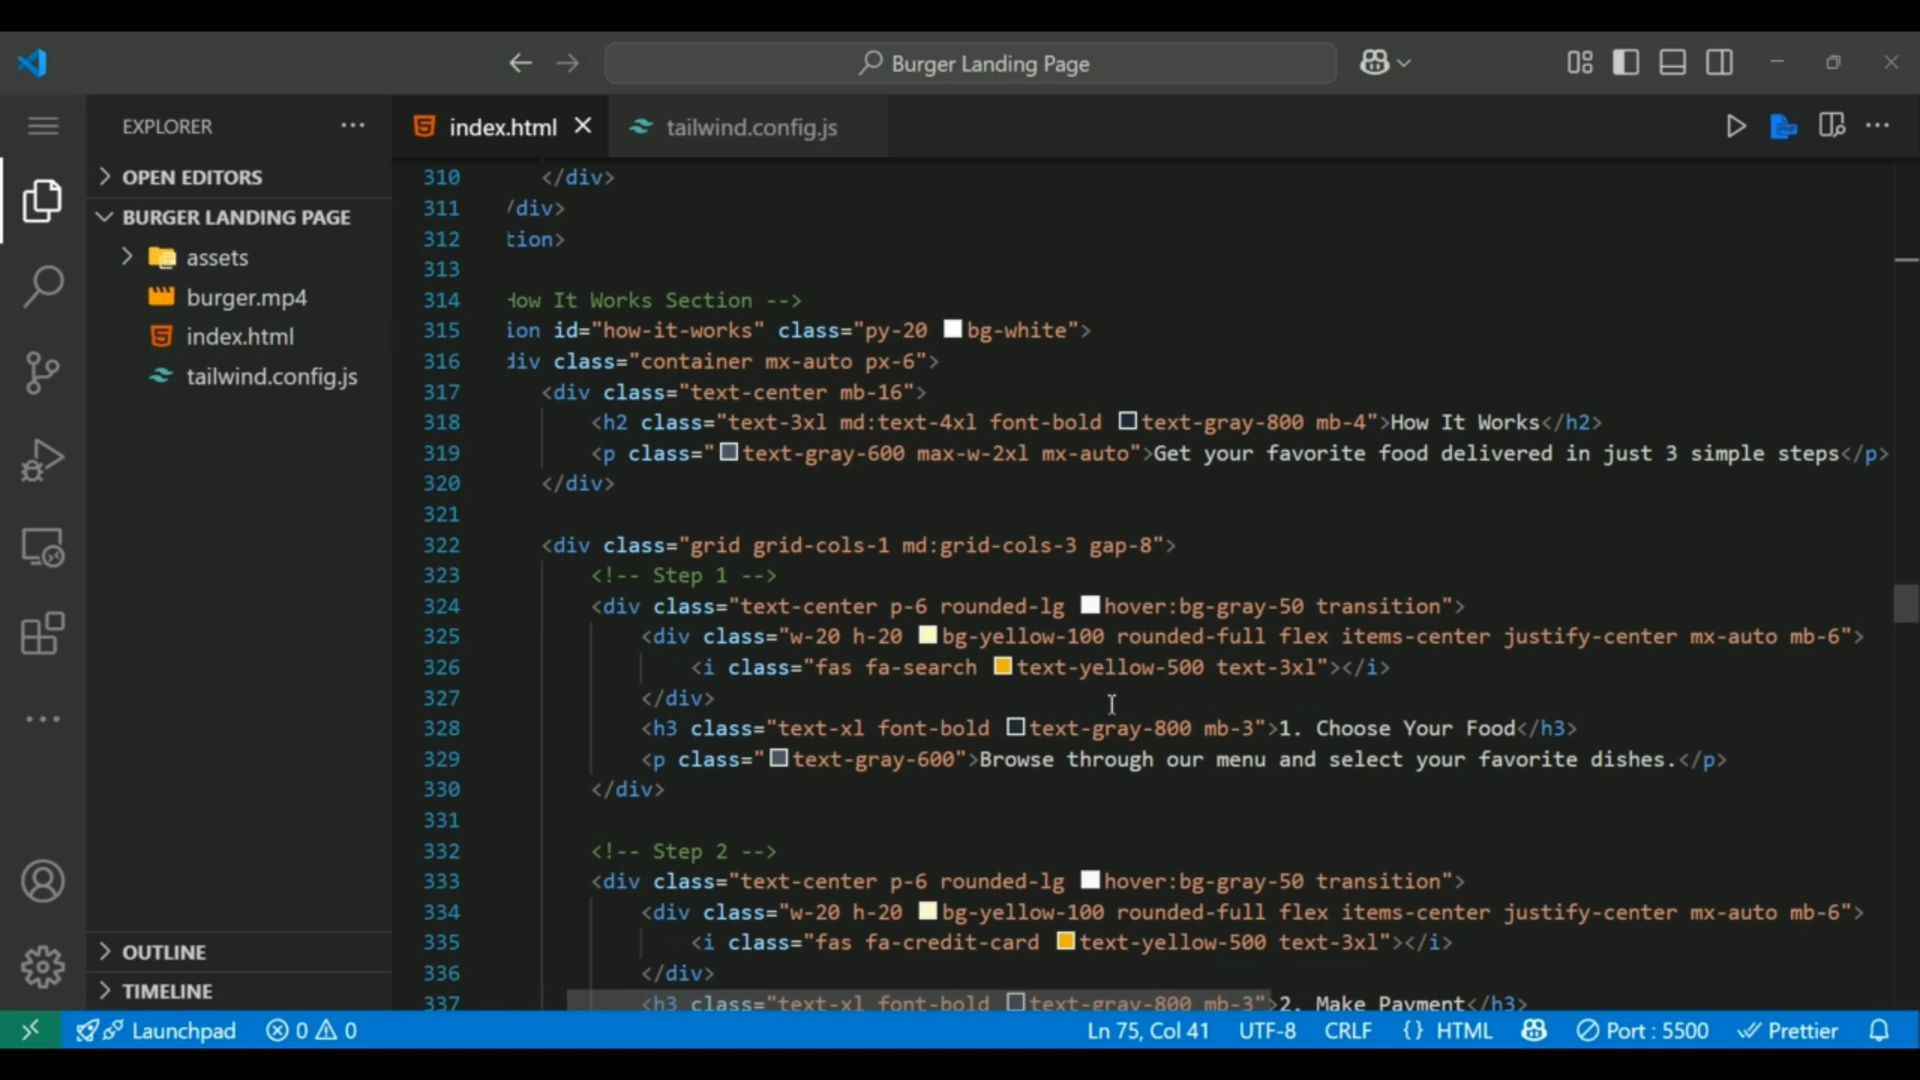 Burger Landing Page
EXPLORER
index.html
tailwind.config.js
OPEN EDITORS
BURGER LANDING PAGE
assets
burger.mp4
index.html
tailwind.config.js
310 </div>
311 /div>
312 tion>
313
314 How It Works Section -->
315 ion id="how-it-works" class="py-20 bg-white">
316 div class="container mx-auto px-6">
317 <div class="text-center mb-16">
318 <h2 class="text-3xl md:text-4xl font-bold text-gray-800 mb-4">How It Works</h2>
319 <p class="text-gray-600 max-w-2xl mx-auto">Get your favorite food delivered in just 3 simple steps</p>
320 </div>
321
322 <div class="grid grid-cols-1 md:grid-cols-3 gap-8">
323 <!-- Step 1 -->
324 <div class="text-center p-6 rounded-lg hover:bg-gray-50 transition">
325 <div class="w-20 h-20 bg-yellow-100 rounded-full flex items-center justify-center mx-auto mb-6">
326 <i class="fas fa-search text-yellow-500 text-3xl"></i>
327 </div>
328 <h3 class="text-xl font-bold text-gray-800 mb-3">1. Choose Your Food</h3>
329 <p class="text-gray-600">Browse through our menu and select your favorite dishes.</p>
330 </div>
331
332 <!-- Step 2 -->
333 <div class="text-center p-6 rounded-lg hover:bg-gray-50 transition">
334 <div class="w-20 h-20 bg-yellow-100 rounded-full flex items-center justify-center mx-auto mb-6">
335 <i class="fas fa-credit-card text-yellow-500 text-3xl"></i>
336 </div>
337 <h3 class="text-xl font-bold text-gray-800 mb-3">2. Make Payment</h3>
OUTLINE
TIMELINE
Launchpad 0 0 Ln 75, Col 41 UTF-8 CRLF {} HTML Port : 5500 Prettier